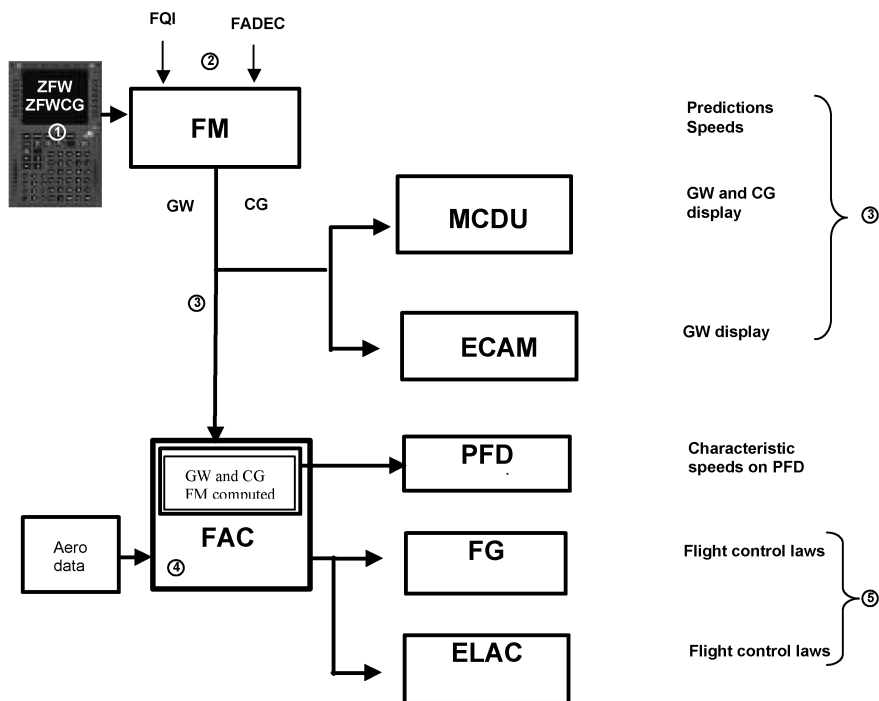 FQI
FADEC
②
ZFW
ZFWCG
①
FM
Predictions
Speeds
GW
CG
MCDU
GW and CG
display
③
③
ECAM
GW display
GW and CG
FM computed
FAC
④
PFD
Characteristic
speeds on PFD
Aero
data
FG
Flight control laws
⑤
ELAC
Flight control laws